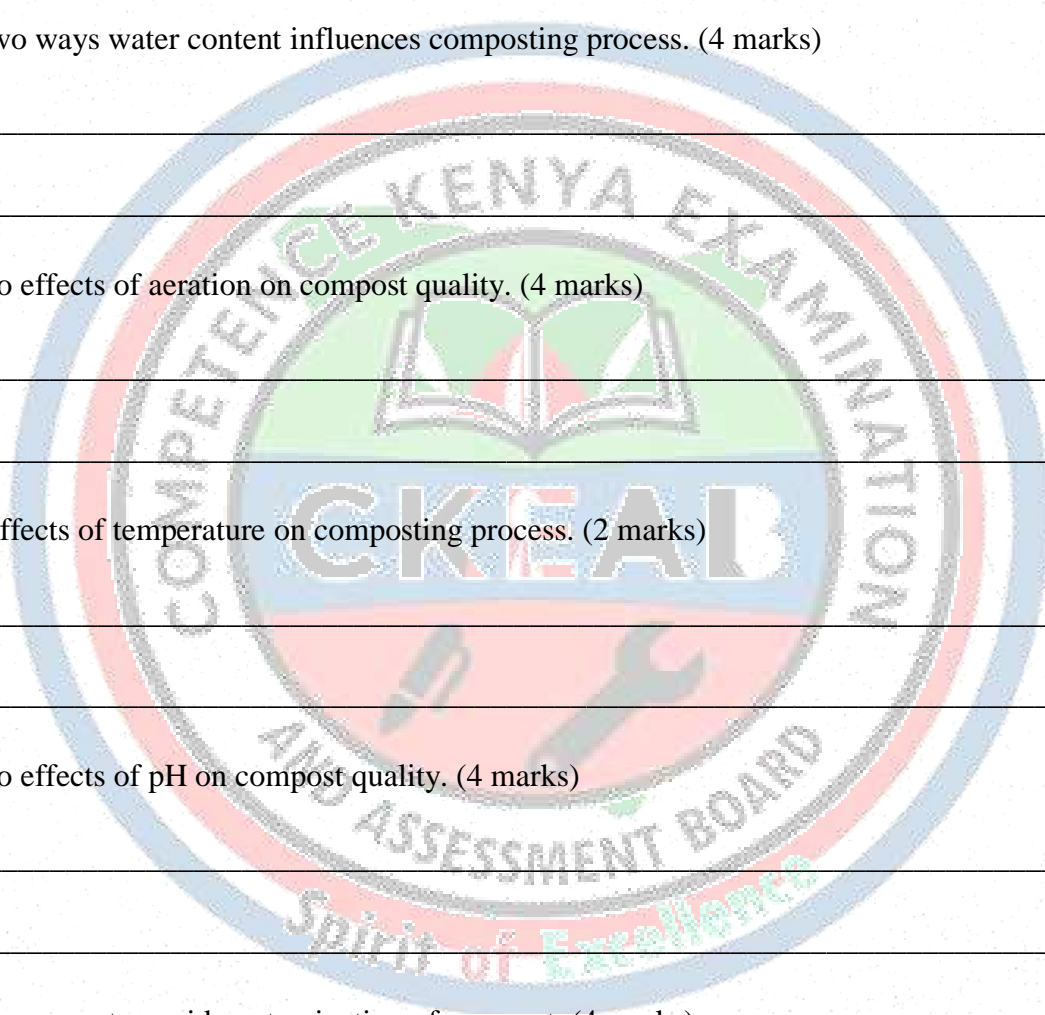 wo ways water content influences composting process. (4 marks)
o effects of aeration on compost quality. (4 marks)
ffects of temperature on composting process. (2 marks)
o effects of pH on compost quality. (4 marks)
COMPETENCE KENYA EXAMINATION
AND ASSESSMENT BOARD
CKEAB
Spirit of Excellence